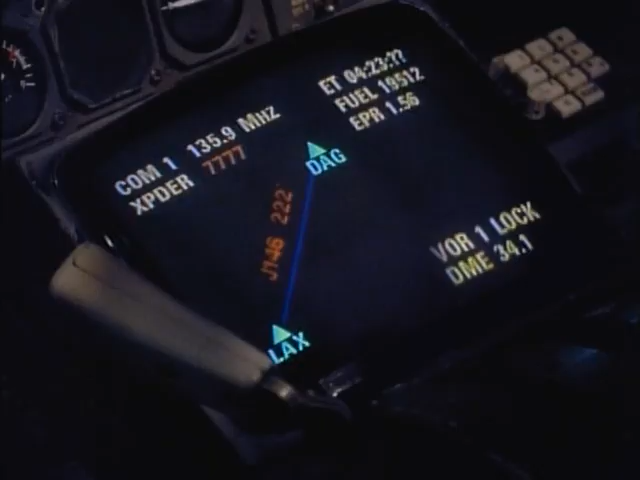 COM 1 135.9 MHZ
XPDER 7777
ET 04:23:??
FUEL 19512
EPR 1.56
DAG
J146 222°
VOR 1 LOCK
DME 34.1
LAX